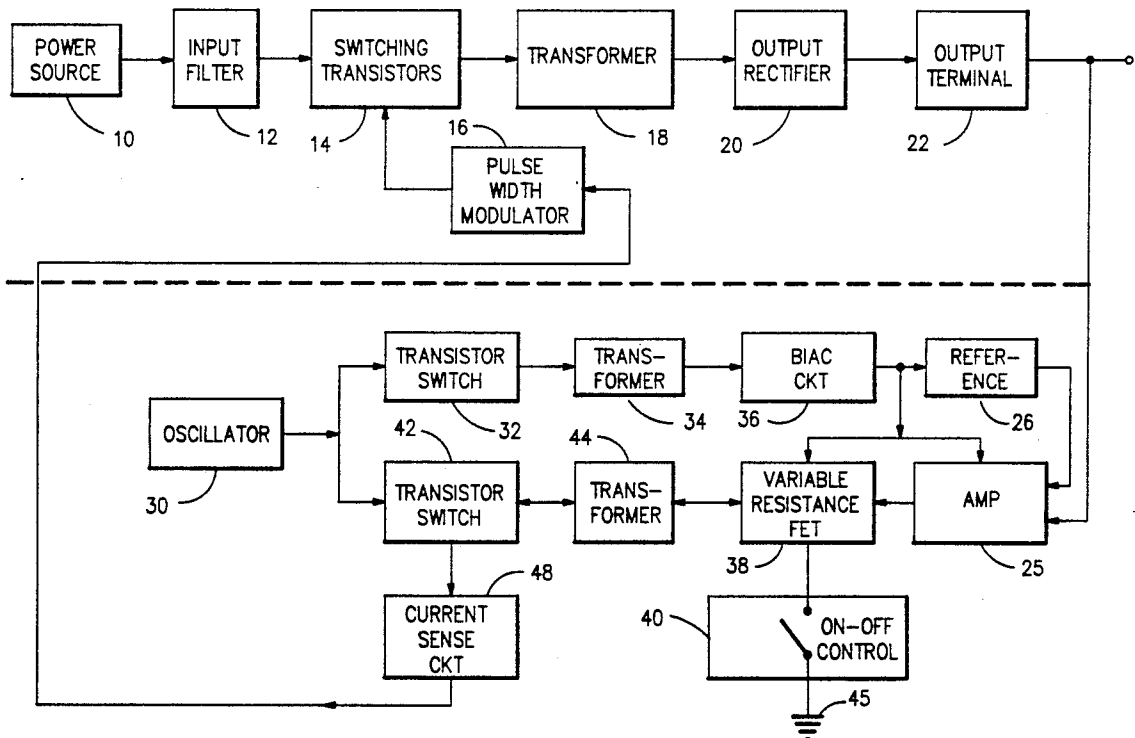 POWER
SOURCE
10
INPUT
FILTER
12
SWITCHING
TRANSISTORS
14
TRANSFORMER
18
OUTPUT
RECTIFIER
20
OUTPUT
TERMINAL
22
16
PULSE
WIDTH
MODULATOR
OSCILLATOR
30
TRANSISTOR
SWITCH
32
TRANS-
FORMER
34
BIAC
CKT
36
REFER-
ENCE
26
42
TRANSISTOR
SWITCH
44
TRANS-
FORMER
VARIABLE
RESISTANCE
FET
38
AMP
25
48
CURRENT
SENSE
CKT
40
ON-OFF
CONTROL
45